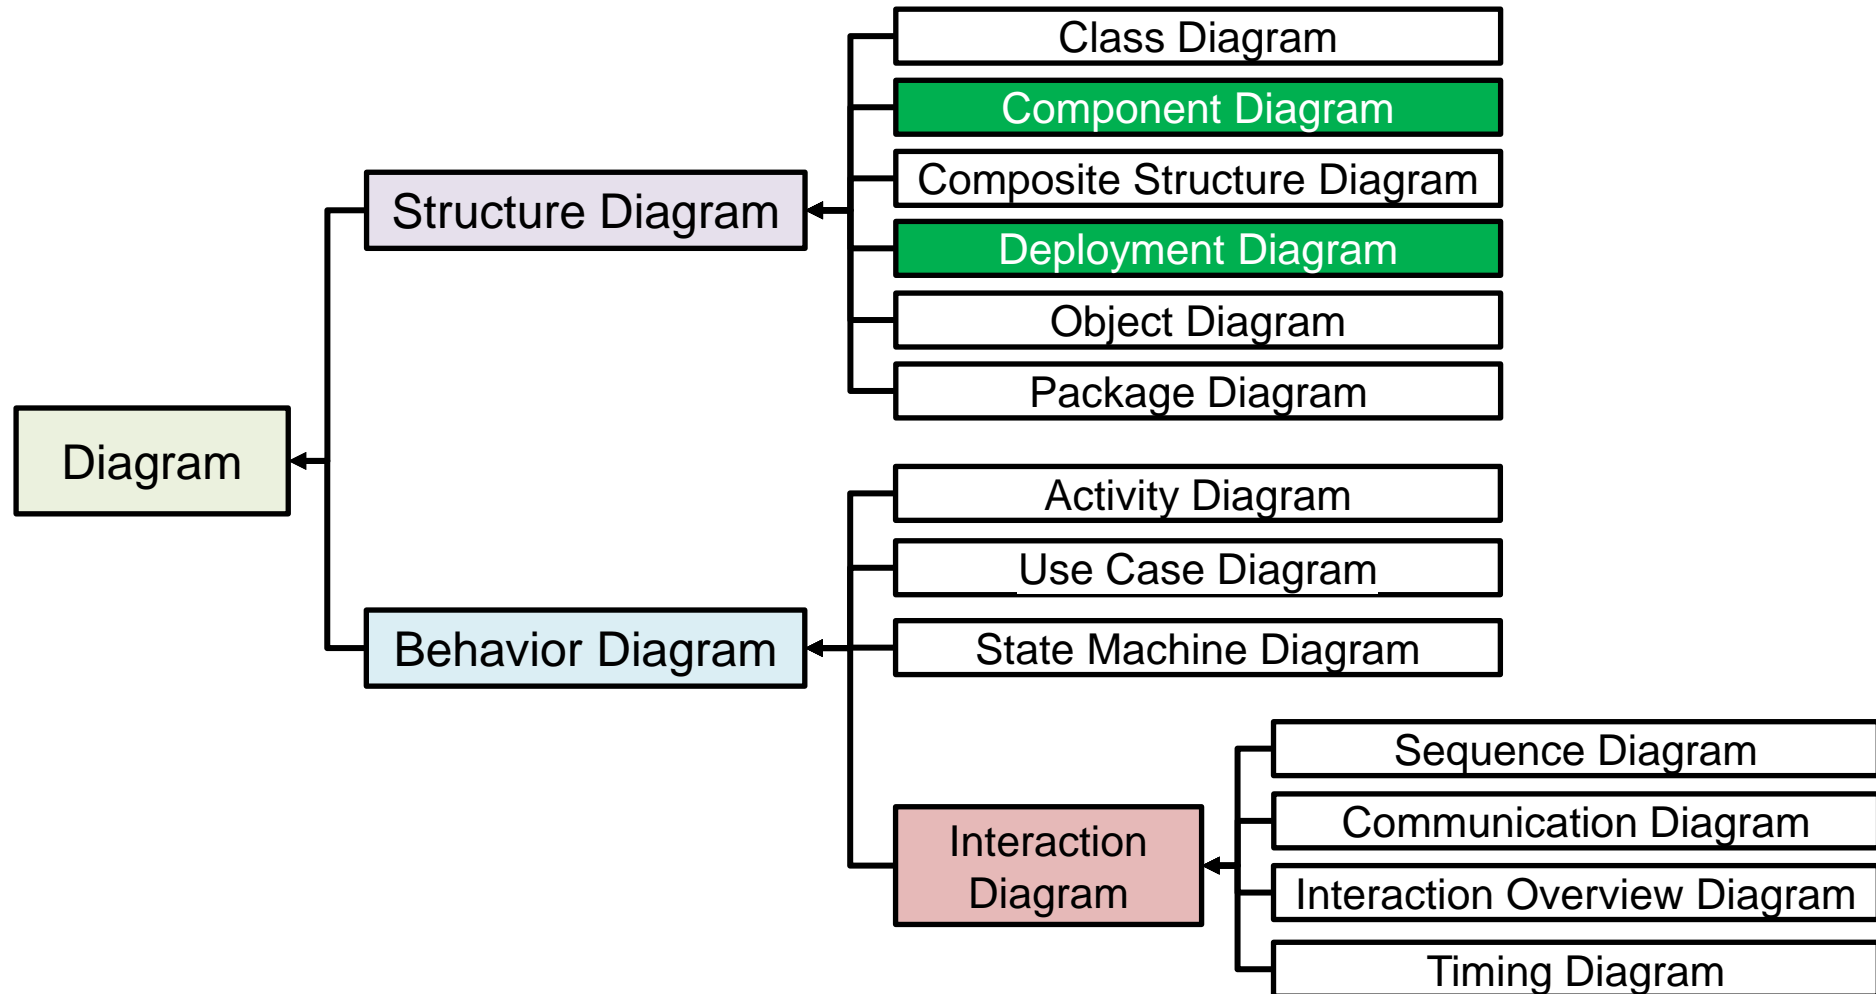 Class Diagram
Component Diagram
Composite Structure Diagram
Structure Diagram
Deployment Diagram
Object Diagram
Package Diagram
Diagram
Activity Diagram
Use Case Diagram
Behavior Diagram
State Machine Diagram
Sequence Diagram
Communication Diagram
Interaction
Diagram
Interaction Overview Diagram
Timing Diagram